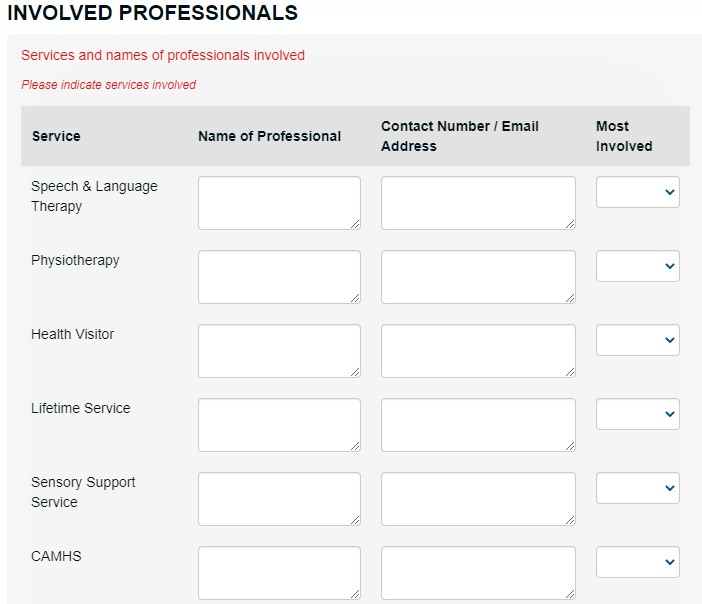 INVOLVED PROFESSIONALS
Services and names of professionals involved
Please indicate services involved
Service Name of Professional Contact Number / Email Address Most Involved
Speech & Language
Therapy
Physiotherapy
Health Visitor
Lifetime Service
Sensory Support
Service
CAMHS